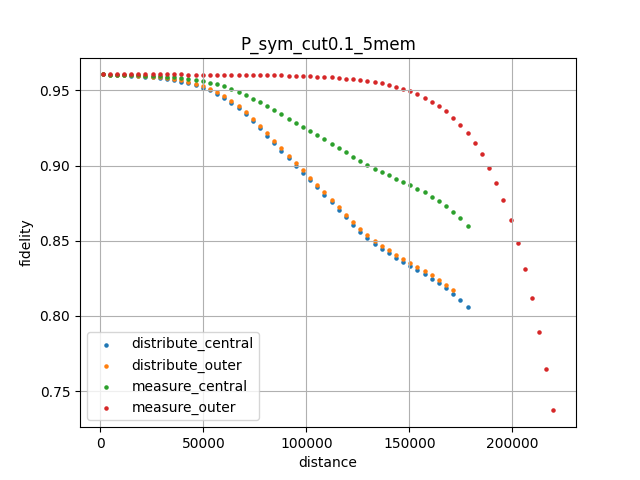 P_sym_cut0.1_5mem
fidelity
0.95
0.90
0.85
0.80
0.75
distribute_central
distribute_outer
measure_central
measure_outer
0 50000 100000 150000 200000
distance